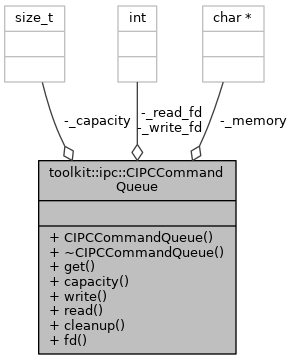 size_t
int
char *
-_capacity
-_read_fd
-_write_fd
-_memory
toolkit::ipc::CIPCCommand
Queue
+ CIPCCommandQueue()
+ ~CIPCCommandQueue()
+ get()
+ capacity()
+ write()
+ read()
+ cleanup()
+ fd()